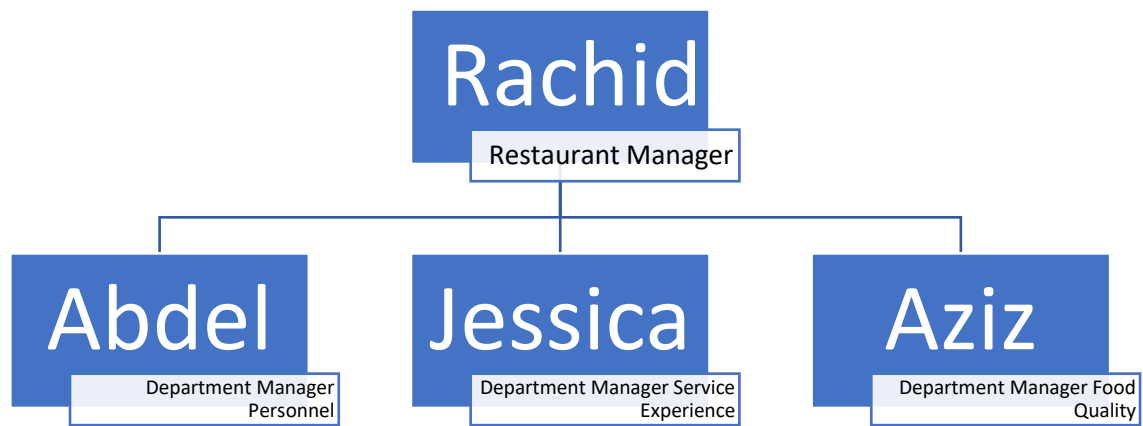 Rachid
Restaurant Manager
Abdel
Department Manager
Personnel
Jessica
Department Manager Service
Experience
Aziz
Department Manager Food
Quality